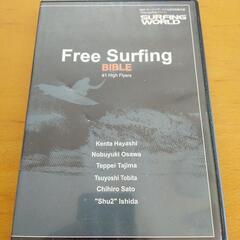 SURFING
WORLD
Free Surfing
BIBLE
#1 High Flyers
Kenta Hayashi
Nobuyuki Osawa
Teppei Tajima
Tsuyoshi Tobita
Chihiro Sato
"Shu2" Ishida